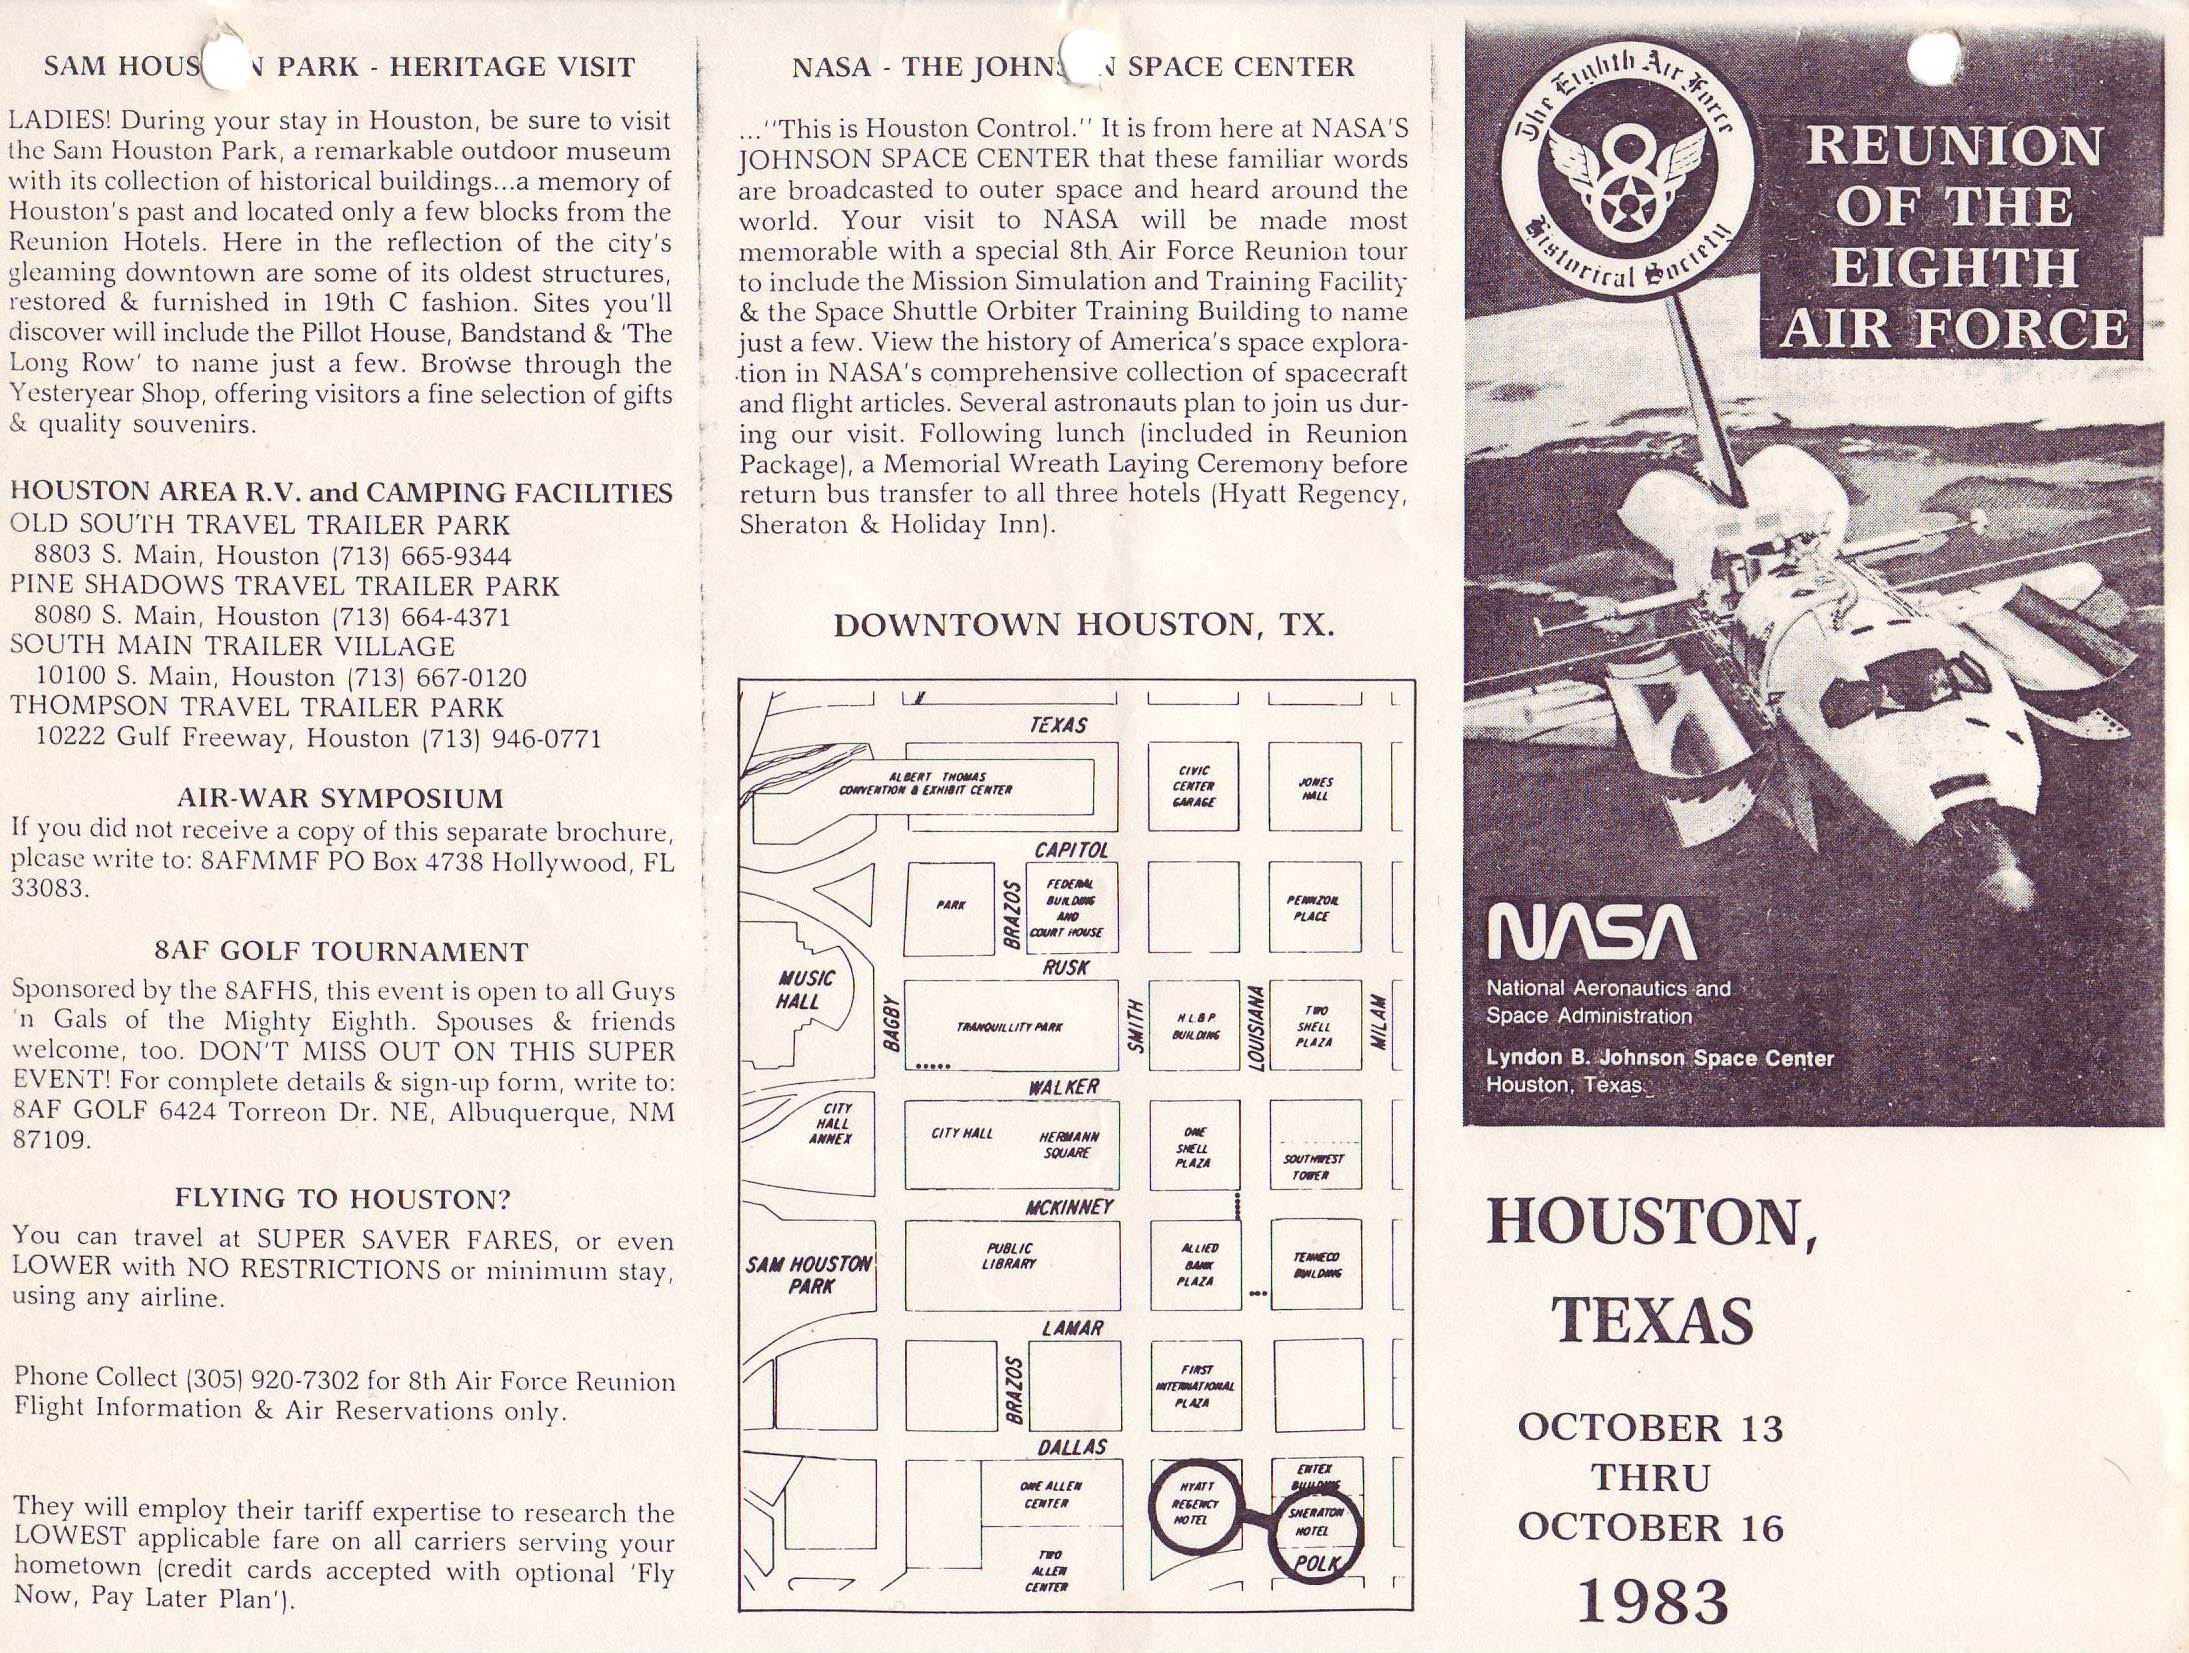 SAM HOUS N PARK - HERITAGE VISIT
LADIES! During your stay in Houston, be sure to visit
the Sam Houston Park, a remarkable outdoor museum
with its collection of historical buildings...a memory of
Houston's past and located only a few blocks from the
Reunion Hotels. Here in the reflection of the city's
gleaming downtown are some of its oldest structures,
restored & furnished in 19th C fashion. Sites you'll
discover will include the Pillot House, Bandstand & 'The
Long Row' to name just a few. Browse through the
Yesteryear Shop, offering visitors a fine selection of gifts
& quality souvenirs.
HOUSTON AREA R.V. and CAMPING FACILITIES
OLD SOUTH TRAVEL TRAILER PARK
8803 S. Main, Houston (713) 665-9344
PINE SHADOWS TRAVEL TRAILER PARK
8080 S. Main, Houston (713) 664-4371
SOUTH MAIN TRAILER VILLAGE
10100 S. Main, Houston (713) 667-0120
THOMPSON TRAVEL TRAILER PARK
10222 Gulf Freeway, Houston (713) 946-0771
AIR-WAR SYMPOSIUM
If you did not receive a copy of this separate brochure,
please write to: 8AFMMF PO Box 4738 Hollywood, FL
33083.
8AF GOLF TOURNAMENT
Sponsored by the 8AFHS, this event is open to all Guys
'n Gals of the Mighty Eighth. Spouses & friends
welcome, too. DON'T MISS OUT ON THIS SUPER
EVENT! For complete details & sign-up form, write to:
8AF GOLF 6424 Torreon Dr. NE, Albuquerque, NM
87109.
FLYING TO HOUSTON?
You can travel at SUPER SAVER FARES, or even
LOWER with NO RESTRICTIONS or minimum stay,
using any airline.
Phone Collect (305) 920-7302 for 8th Air Force Reunion
Flight Information & Air Reservations only.
They will employ their tariff expertise to research the
LOWEST applicable fare on all carriers serving your
hometown (credit cards accepted with optional 'Fly
Now, Pay Later Plan').
NASA - THE JOHNS N SPACE CENTER
...''This is Houston Control.'' It is from here at NASA'S
JOHNSON SPACE CENTER that these familiar words
are broadcasted to outer space and heard around the
world. Your visit to NASA will be made most
memorable with a special 8th Air Force Reunion tour
to include the Mission Simulation and Training Facility
& the Space Shuttle Orbiter Training Building to name
just a few. View the history of America's space explora-
tion in NASA's comprehensive collection of spacecraft
and flight articles. Several astronauts plan to join us dur-
ing our visit. Following lunch (included in Reunion
Package), a Memorial Wreath Laying Ceremony before
return bus transfer to all three hotels (Hyatt Regency,
Sheraton & Holiday Inn).
DOWNTOWN HOUSTON, TX.
TEXAS
ALBERT THOMAS
CONVENTION & EXHIBIT CENTER
CIVIC
CENTER
GARAGE
JONES
HALL
CAPITOL
PARK
BRAZOS
FEDERAL
BUILDING
AND
COURT HOUSE
PENNZOIL
PLACE
RUSK
MUSIC
HALL
BAGBY
TRANQUILLITY PARK
SMITH
H.L.& P.
BUILDING
LOUISIANA
TWO
SHELL
PLAZA
MILAM
WALKER
CITY
HALL
ANNEX
CITY HALL
HERMANN
SQUARE
ONE
SHELL
PLAZA
SOUTHWEST
TOWER
MCKINNEY
SAM HOUSTON
PARK
PUBLIC
LIBRARY
ALLIED
BANK
PLAZA
TENNECO
BUILDING
LAMAR
BRAZOS
FIRST
INTERNATIONAL
PLAZA
DALLAS
ONE ALLEN
CENTER
TWO
ALLEN
CENTER
HYATT
REGENCY
HOTEL
ENTEX
BUILDING
SHERATON
HOTEL
POLK
The Eighth Air Force
Historical Society
8
REUNION
OF THE
EIGHTH
AIR FORCE
NASA
National Aeronautics and
Space Administration
Lyndon B. Johnson Space Center
Houston, Texas
HOUSTON,
TEXAS
OCTOBER 13
THRU
OCTOBER 16
1983